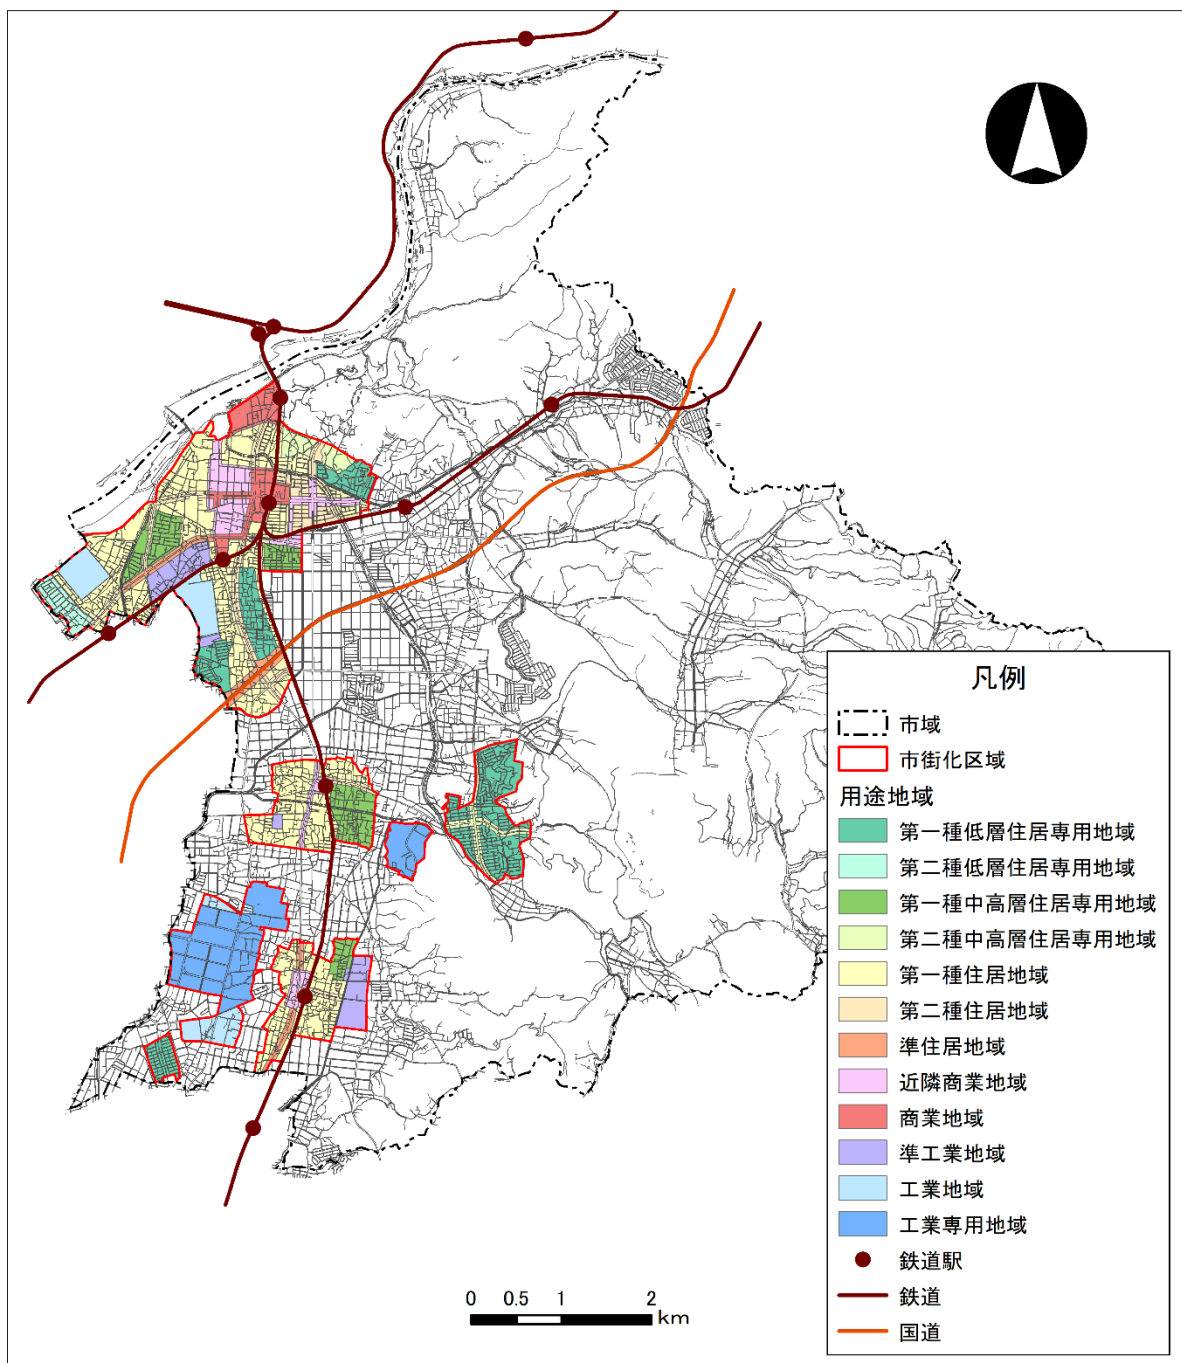 凡例
市域
市街化区域
用途地域
第一種低層住居専用地域
第二種低層住居専用地域
第一種中高層住居専用地域
第二種中高層住居専用地域
第一種住居地域
第二種住居地域
準住居地域
近隣商業地域
商業地域
準工業地域
工業地域
工業専用地域
鉄道駅
鉄道
国道
0 0.5 1 2
km